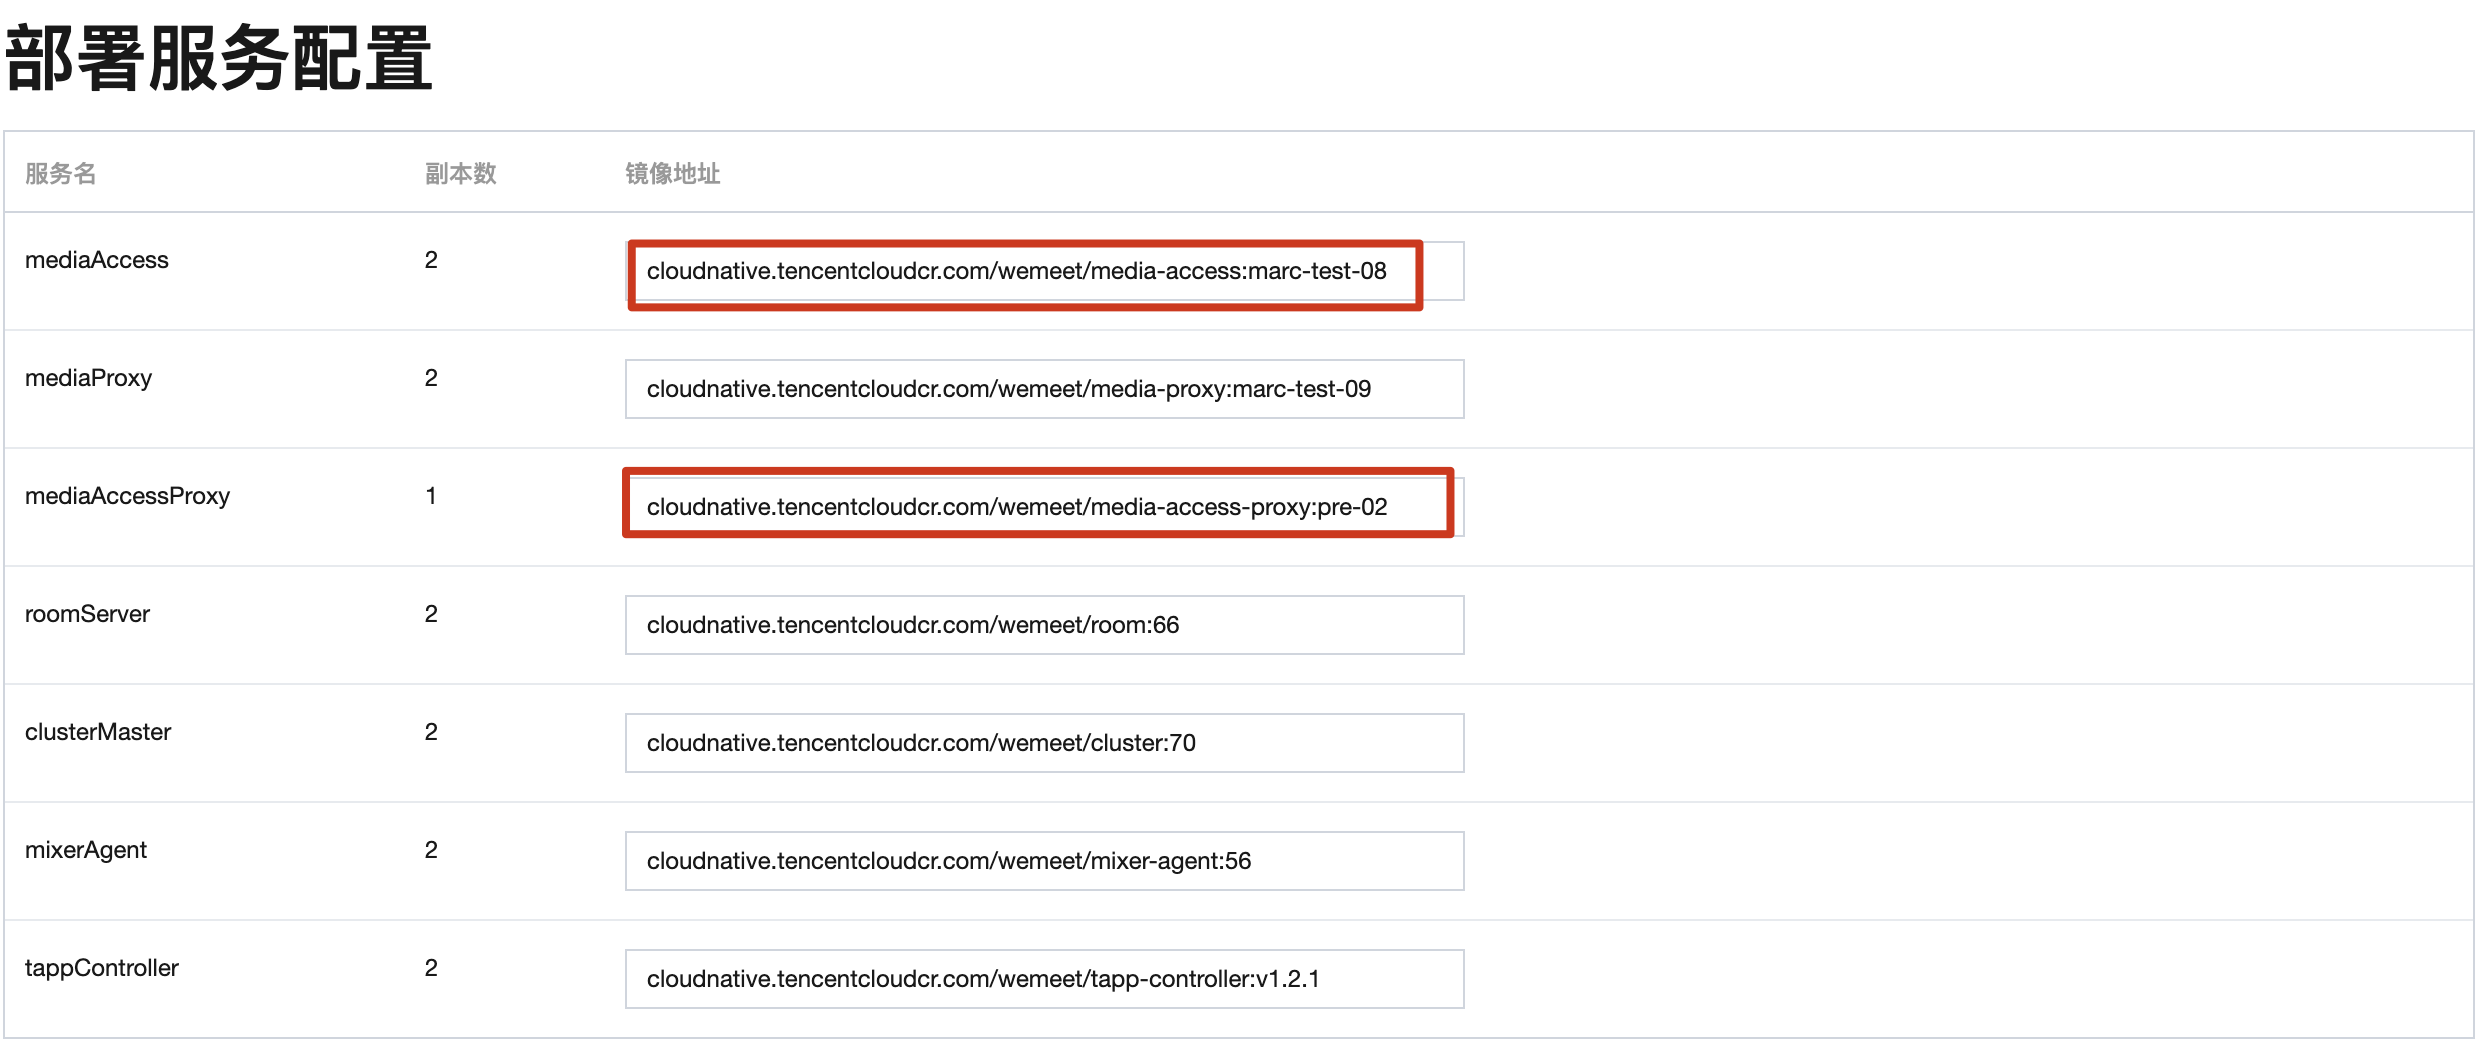 部署服务配置
服务名 副本数 镜像地址
mediaAccess 2 cloudnative.tencentcloudcr.com/wemeet/media-access:marc-test-08
mediaProxy 2 cloudnative.tencentcloudcr.com/wemeet/media-proxy:marc-test-09
mediaAccessProxy 1 cloudnative.tencentcloudcr.com/wemeet/media-access-proxy:pre-02
roomServer 2 cloudnative.tencentcloudcr.com/wemeet/room:66
clusterMaster 2 cloudnative.tencentcloudcr.com/wemeet/cluster:70
mixerAgent 2 cloudnative.tencentcloudcr.com/wemeet/mixer-agent:56
tappController 2 cloudnative.tencentcloudcr.com/wemeet/tapp-controller:v1.2.1